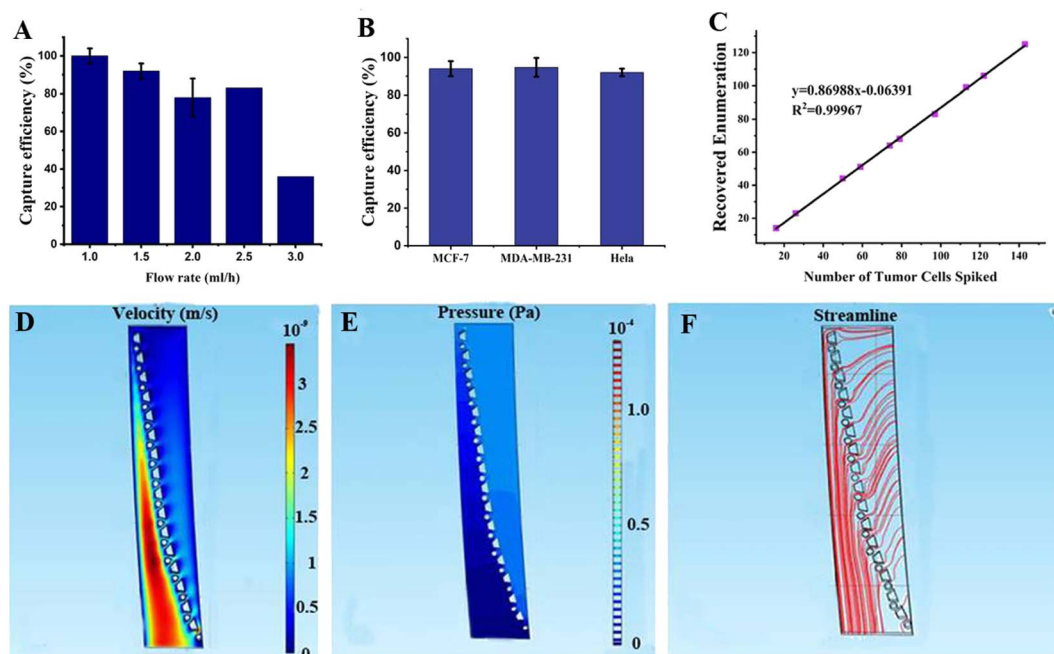 A
Capture efficiency (%)
100
80
60
40
20
0
1.0 1.5 2.0 2.5 3.0
Flow rate (ml/h)
B
Capture efficiency (%)
100
80
60
40
20
0
MCF-7 MDA-MB-231 Hela
C
Recovered Enumeration
120
100
80
60
40
20
y=0.86988x-0.06391
R²=0.99967
20 40 60 80 100 120 140
Number of Tumor Cells Spiked
D
Velocity (m/s)
10⁻⁹
3
2
1
0.5
0
E
Pressure (Pa)
10⁻⁴
1.0
0.5
0
F
Streamline